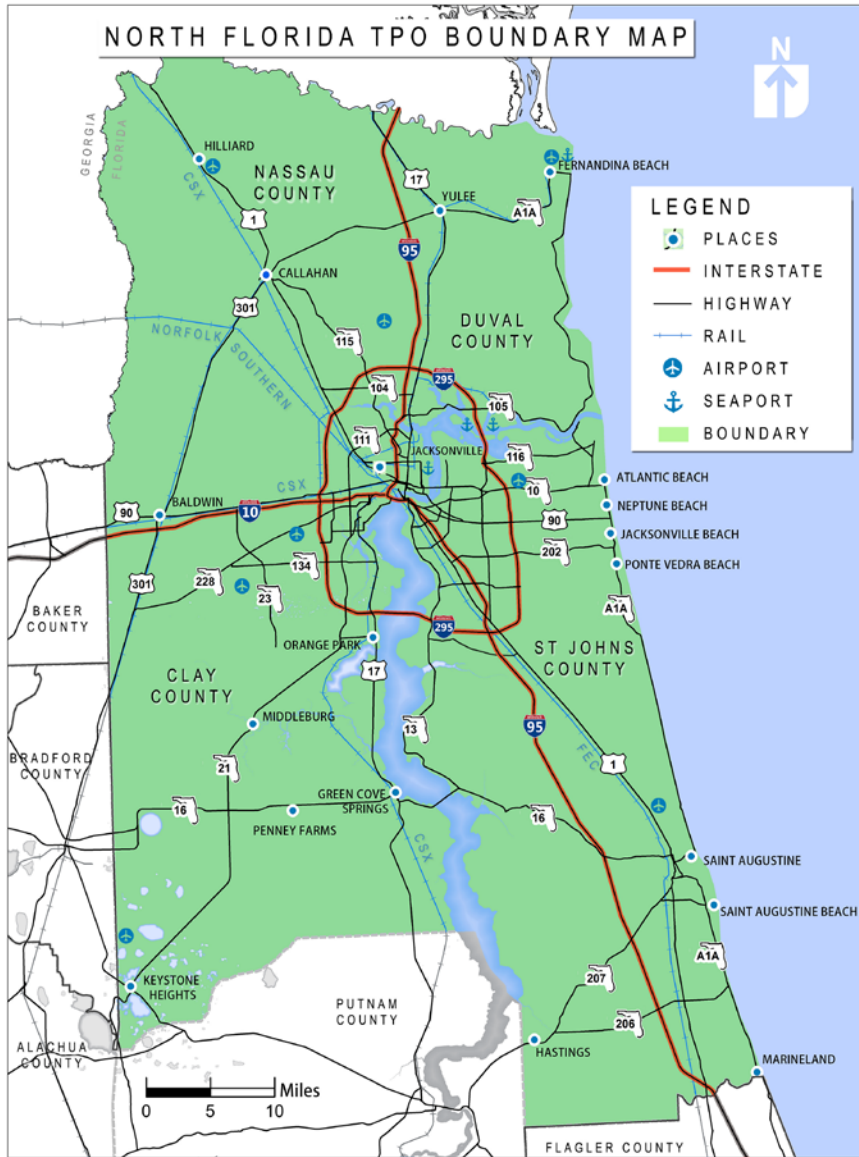 NORTH FLORIDA TPO BOUNDARY MAP
N
GEORGIA
FLORIDA
HILLIARD
NASSAU
COUNTY
CSX
1
17
YULEE
FERNANDINA BEACH
A1A
95
CALLAHAN
301
LEGEND
PLACES
INTERSTATE
HIGHWAY
RAIL
AIRPORT
SEAPORT
BOUNDARY
NORFOLK SOUTHERN
115
DUVAL
COUNTY
104
295
105
111
JACKSONVILLE
116
CSX
10
ATLANTIC BEACH
90
BALDWIN
10
90
NEPTUNE BEACH
JACKSONVILLE BEACH
202
PONTE VEDRA BEACH
301
228
134
23
A1A
BAKER
COUNTY
295
ORANGE PARK
ST JOHNS
COUNTY
CLAY
COUNTY
17
MIDDLEBURG
13
95
BRADFORD
COUNTY
21
FEC
1
GREEN COVE
SPRINGS
16
PENNEY FARMS
16
CSX
SAINT AUGUSTINE
SAINT AUGUSTINE BEACH
A1A
KEYSTONE
HEIGHTS
207
PUTNAM
COUNTY
206
ALACHUA
COUNTY
HASTINGS
MARINELAND
Miles
0 5 10
FLAGLER COUNTY